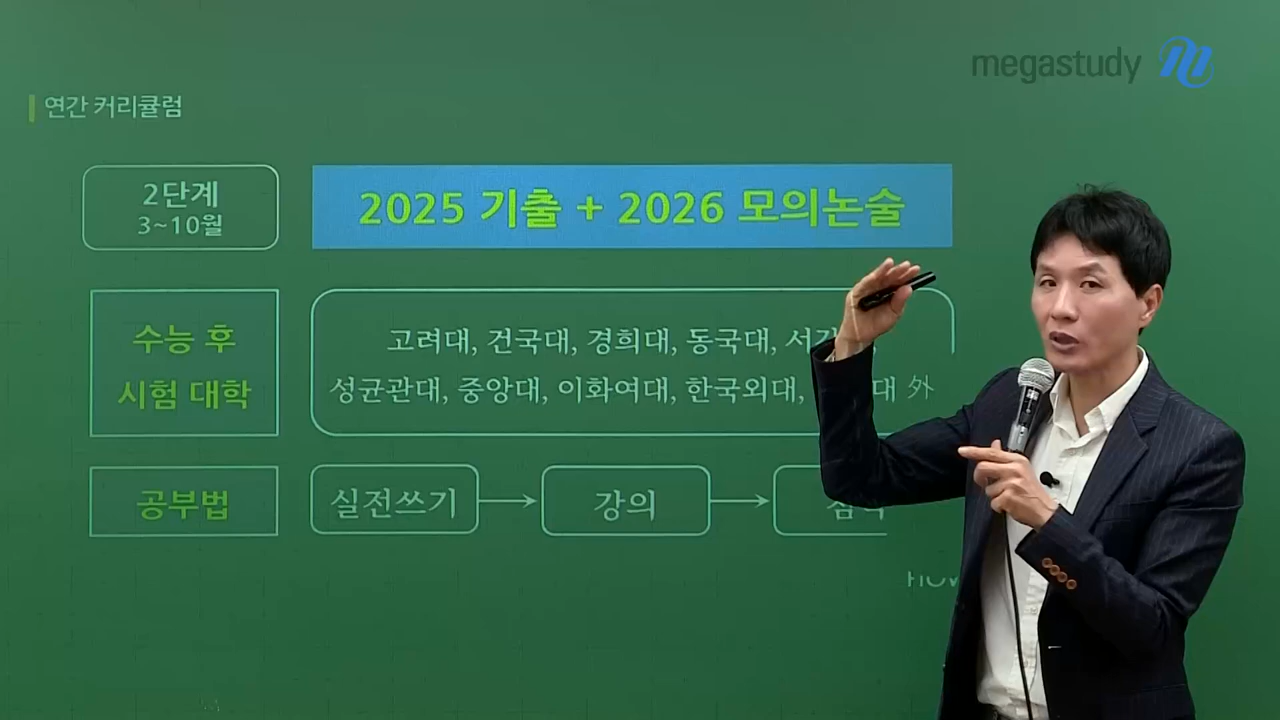 megastudy
연간 커리큘럼
2단계
3~10월
2025 기출 + 2026 모의논술
수능 후
시험 대학
고려대, 건국대, 경희대, 동국대,
성균관대, 중앙대, 이화여대, 한국외대, 대 外
공부법
실전쓰기
강의